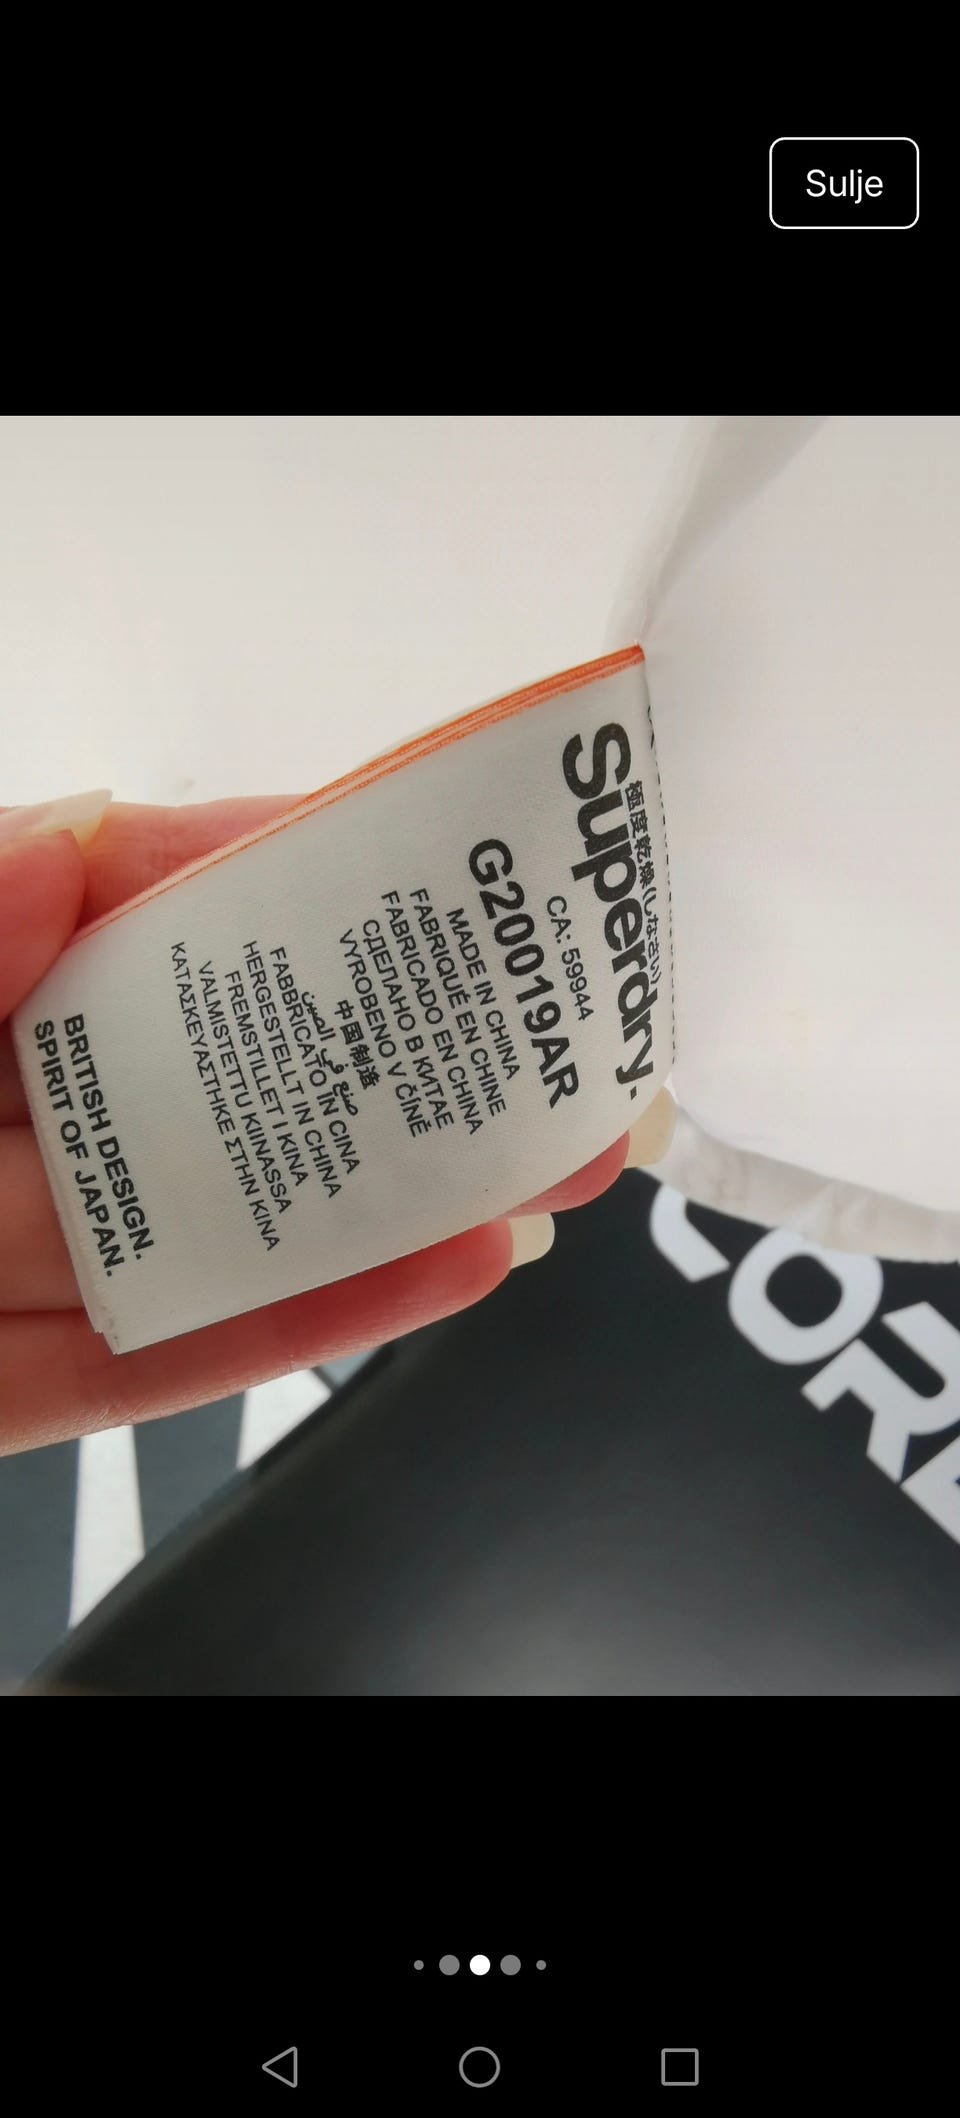 Sulje
Superdry.
極度乾燥(しなさい)
CA: 59944
G20019AR
MADE IN CHINA
FABRIQUÉ EN CHINE
FABRICADO EN CHINA
СДЕЛАНО В КИТАЕ
VYROBENO V ČÍNĚ
中国制造
صنع في الصين
FABBRICATO IN CINA
HERGESTELLT IN CHINA
FREMSTILLET I KINA
VALMISTETTU KIINASSA
ΚΑΤΑΣΚΕΥΑΣΤΗΚΕ ΣΤΗΝ ΚΙΝΑ
BRITISH DESIGN.
SPIRIT OF JAPAN.